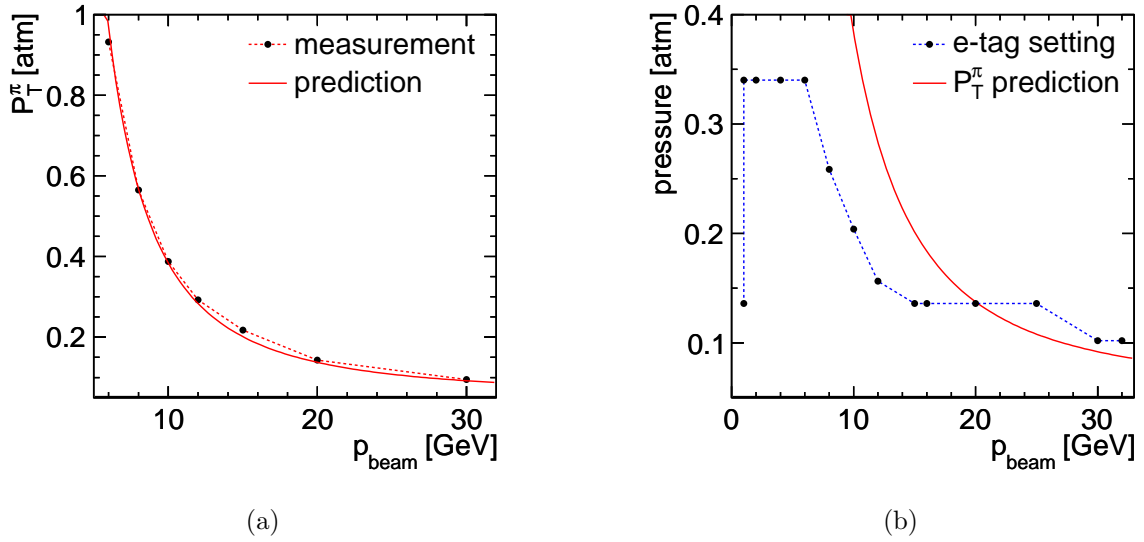 1
0.8
0.6
0.4
0.2
P_T^π [atm]
measurement
prediction
10 20 30
p_beam [GeV]
(a)
0.4
0.3
0.2
0.1
pressure [atm]
e-tag setting
P_T^π prediction
0 10 20 30
p_beam [GeV]
(b)